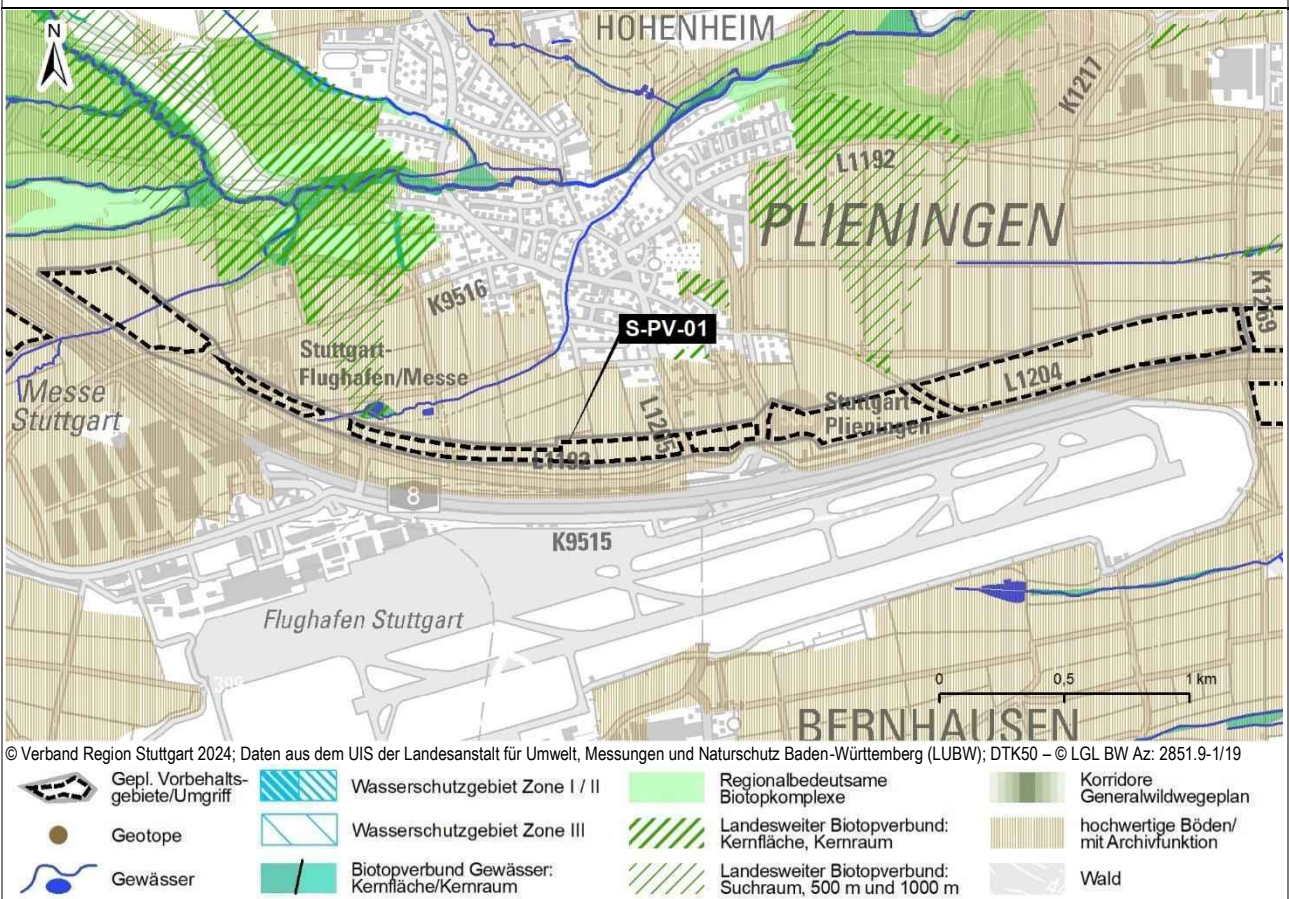 N
HOHENHEIM
K1217
L1192
PLIENINGEN
K9516
S-PV-01
K1269
Stuttgart-
Flughafen/Messe
L1204
Messe
Stuttgart
L1205
Stuttgart
Plieningen
L1192
8
K9515
Flughafen Stuttgart
0 0,5 1 km
BERNHAUSEN
© Verband Region Stuttgart 2024; Daten aus dem UIS der Landesanstalt für Umwelt, Messungen und Naturschutz Baden-Württemberg (LUBW); DTK50 – © LGL BW Az: 2851.9-1/19
Gepl. Vorbehalts-
gebiete/Umgriff
Geotope
Gewässer
Wasserschutzgebiet Zone I / II
Wasserschutzgebiet Zone III
Biotopverbund Gewässer:
Kernfläche/Kernraum
Regionalbedeutsame
Biotopkomplexe
Landesweiter Biotopverbund:
Kernfläche, Kernraum
Landesweiter Biotopverbund:
Suchraum, 500 m und 1000 m
Korridore
Generalwildwegeplan
hochwertige Böden/
mit Archivfunktion
Wald